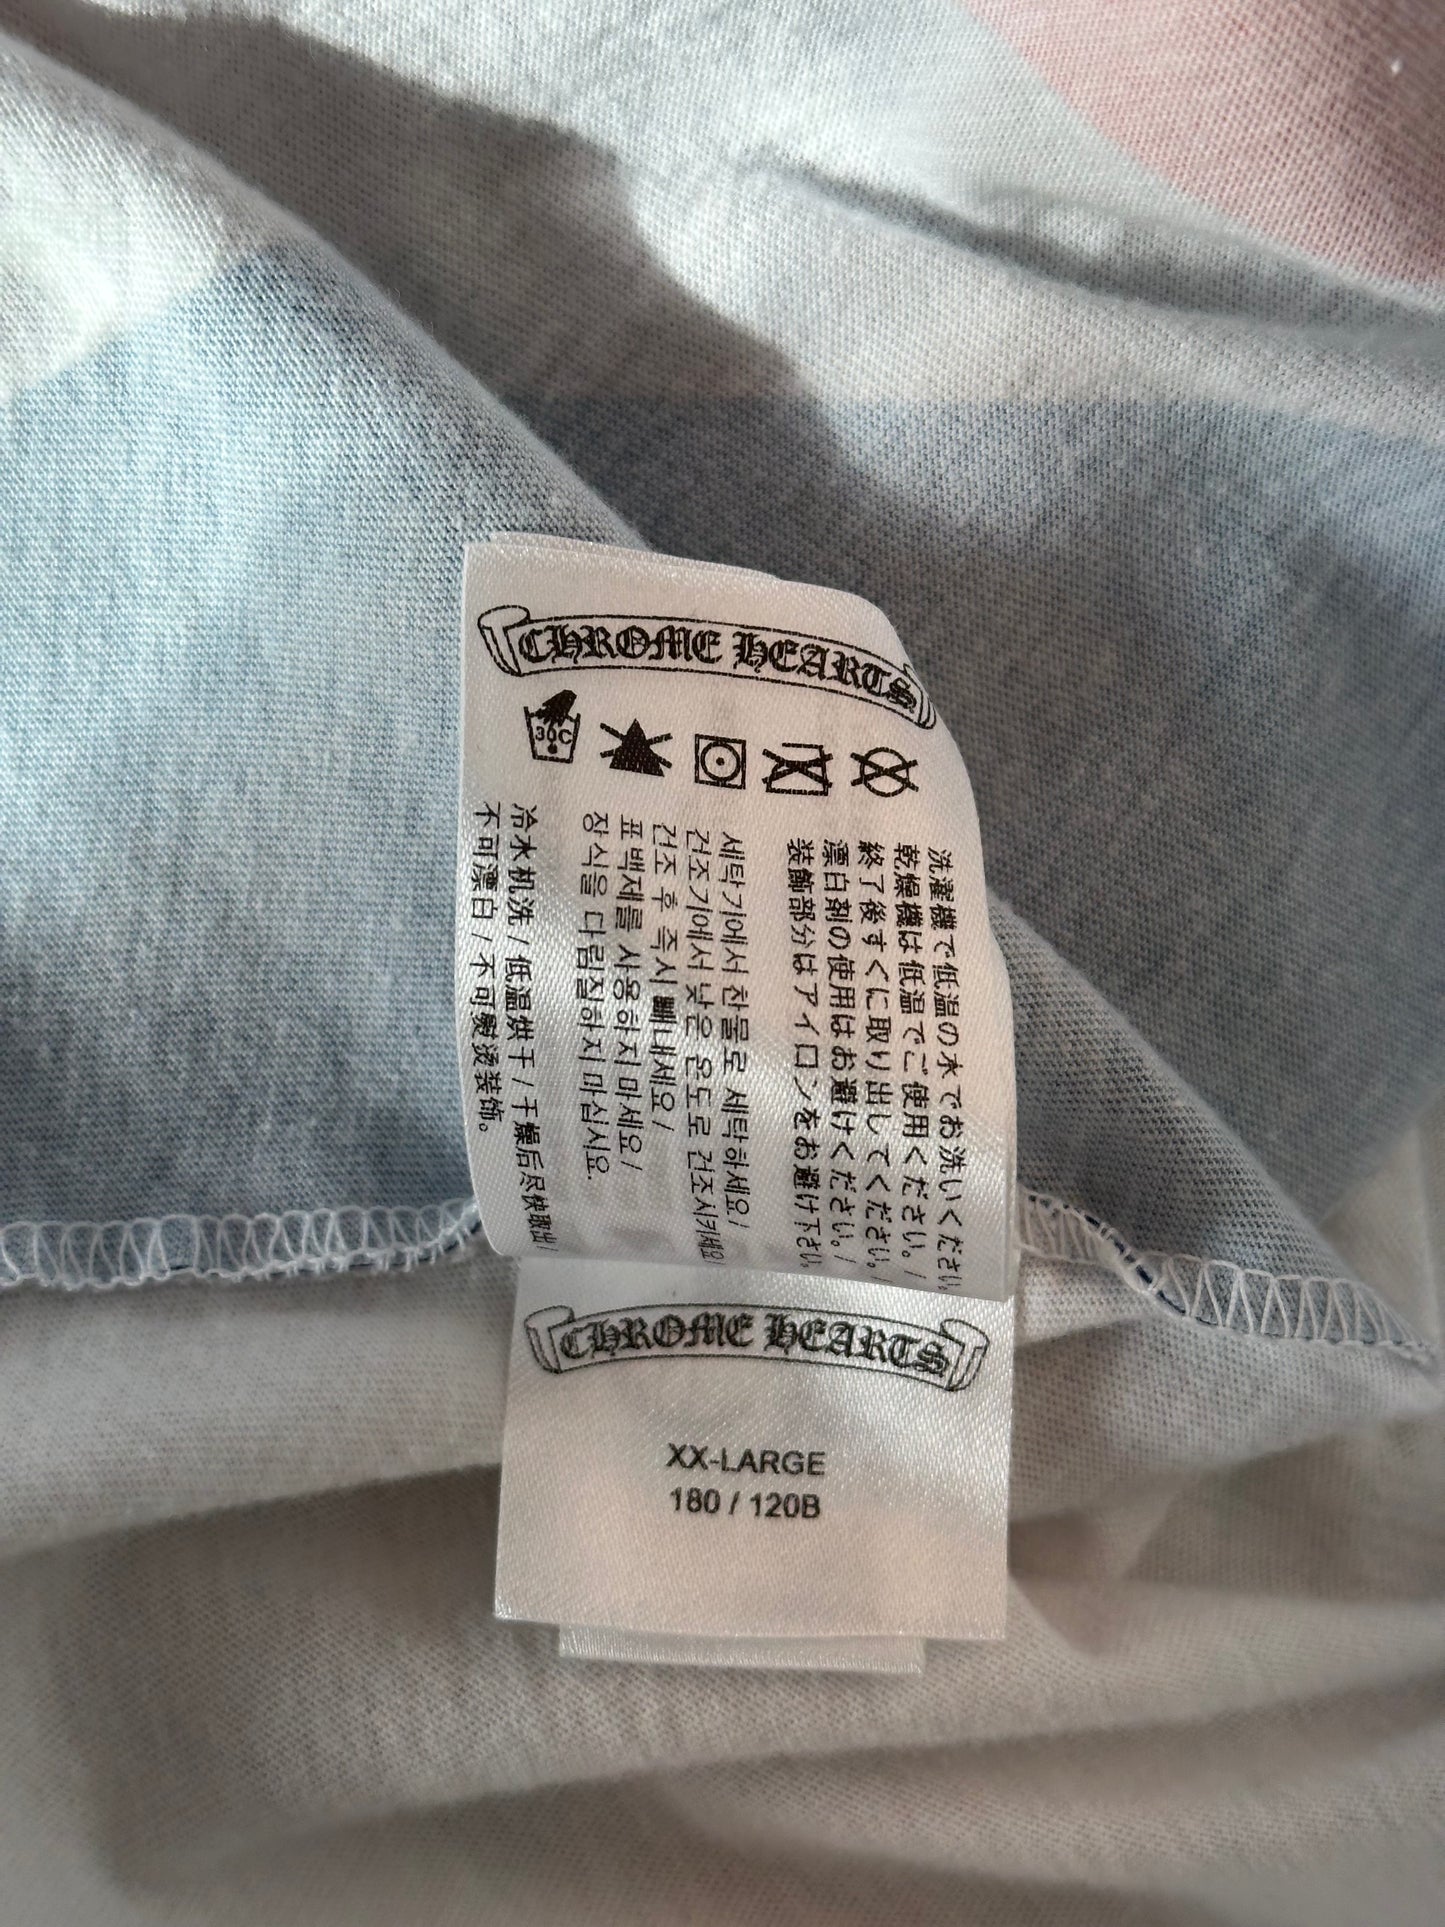 CHROME HEARTS
30C
洗濯機で低温の水でお洗いください。
乾燥機は低温でご使用ください。/
終了後すぐに取り出してください。/
漂白剤の使用はお避けください。/
装飾部分はアイロンをお避け下さい。
세탁기에서 찬물로 세탁하세요/
건조기에서 낮은 온도로 건조시키세요/
건조 후 즉시 빼내세요/
표백제를 사용하지 마세요/
장식을 다림질하지 마십시요.
冷水机洗/低温烘干/干燥后尽快取出/
不可漂白/不可熨烫装饰。
CHROME HEARTS
XX-LARGE
180 / 120B